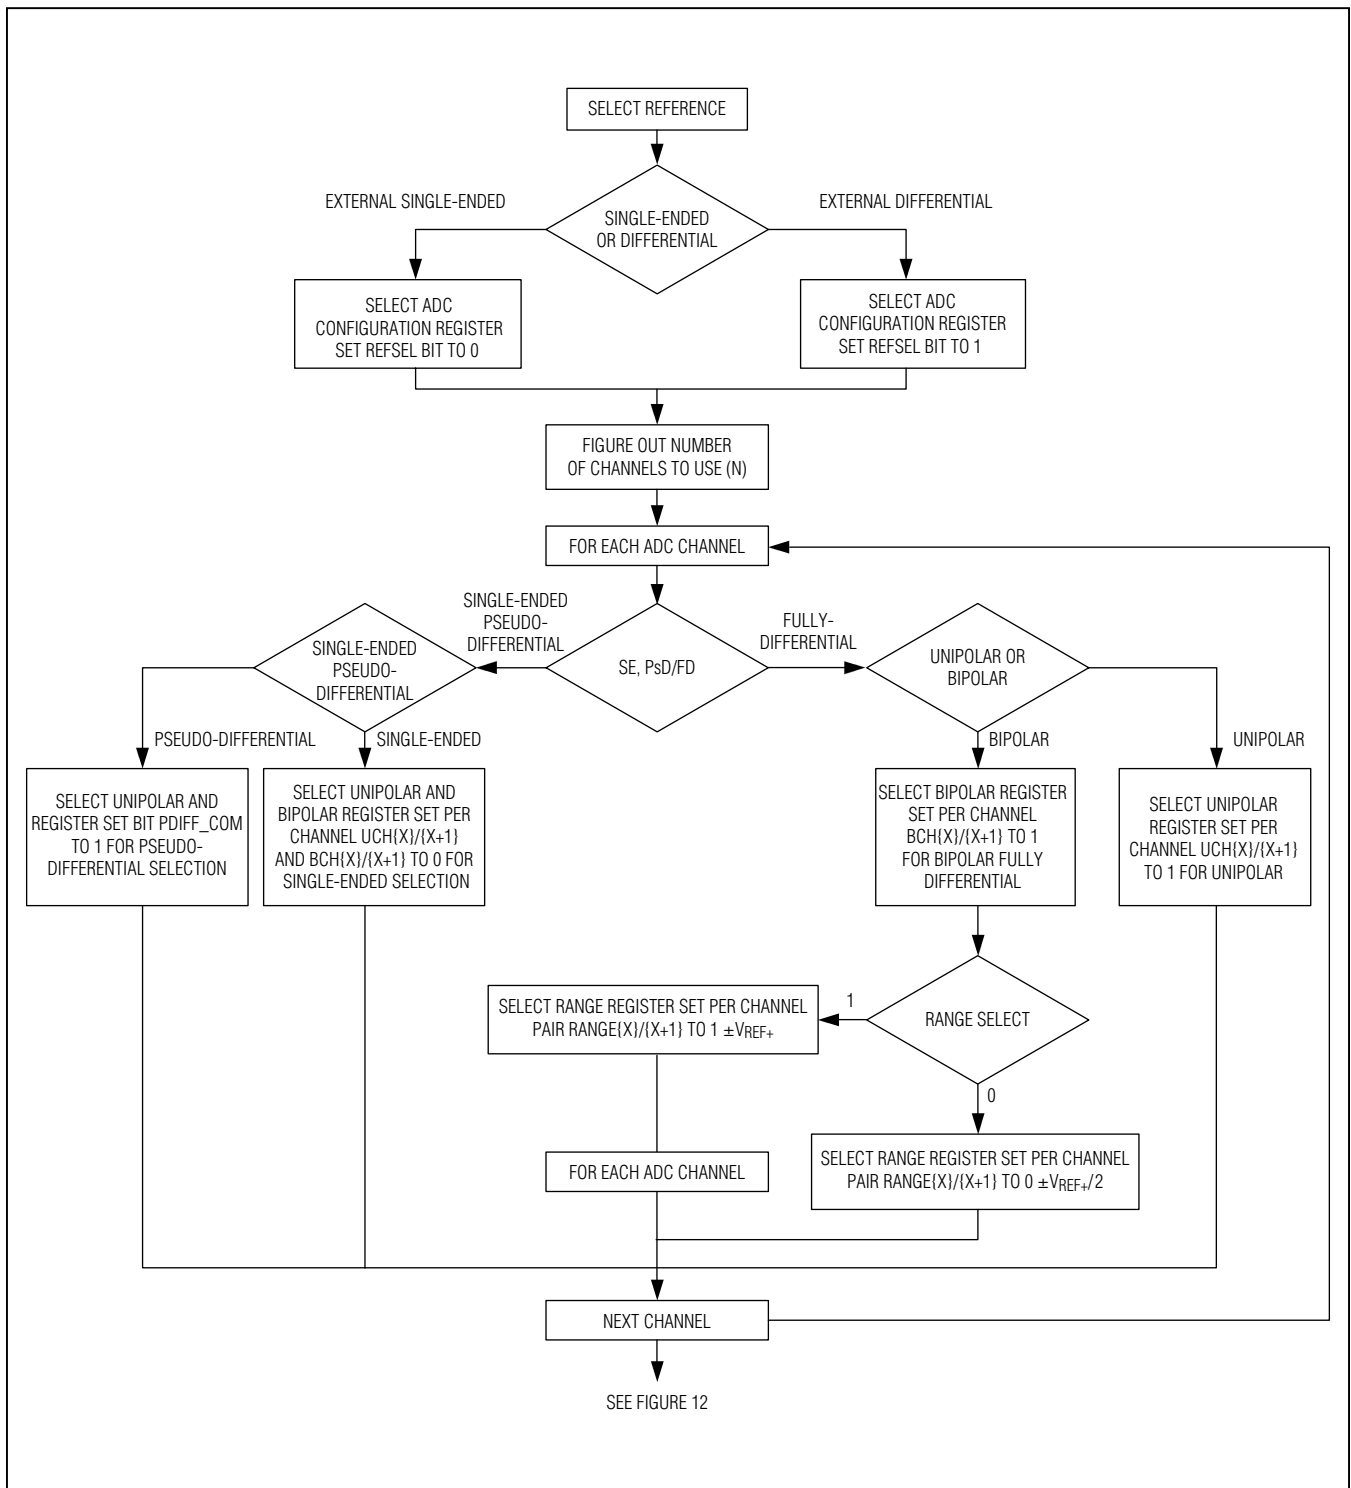 SELECT REFERENCE
EXTERNAL SINGLE-ENDED
EXTERNAL DIFFERENTIAL
SINGLE-ENDED
OR DIFFERENTIAL
SELECT ADC
CONFIGURATION REGISTER
SET REFSEL BIT TO 0
SELECT ADC
CONFIGURATION REGISTER
SET REFSEL BIT TO 1
FIGURE OUT NUMBER
OF CHANNELS TO USE (N)
FOR EACH ADC CHANNEL
SINGLE-ENDED
PSEUDO-
DIFFERENTIAL
FULLY-
DIFFERENTIAL
SINGLE-ENDED
PSEUDO-
DIFFERENTIAL
SE, PsD/FD
UNIPOLAR OR
BIPOLAR
PSEUDO-DIFFERENTIAL
SINGLE-ENDED
BIPOLAR
UNIPOLAR
SELECT UNIPOLAR AND
REGISTER SET BIT PDIFF_COM
TO 1 FOR PSEUDO-
DIFFERENTIAL SELECTION
SELECT UNIPOLAR AND
BIPOLAR REGISTER SET PER
CHANNEL UCH{X}/{X+1}
AND BCH{X}/{X+1} TO 0 FOR
SINGLE-ENDED SELECTION
SELECT BIPOLAR REGISTER
SET PER CHANNEL
BCH{X}/{X+1} TO 1
FOR BIPOLAR FULLY
DIFFERENTIAL
SELECT UNIPOLAR
REGISTER SET PER
CHANNEL UCH{X}/{X+1}
TO 1 FOR UNIPOLAR
SELECT RANGE REGISTER SET PER CHANNEL
PAIR RANGE{X}/{X+1} TO 1 ±VREF+
1
RANGE SELECT
0
FOR EACH ADC CHANNEL
SELECT RANGE REGISTER SET PER CHANNEL
PAIR RANGE{X}/{X+1} TO 0 ±VREF+/2
NEXT CHANNEL
SEE FIGURE 12